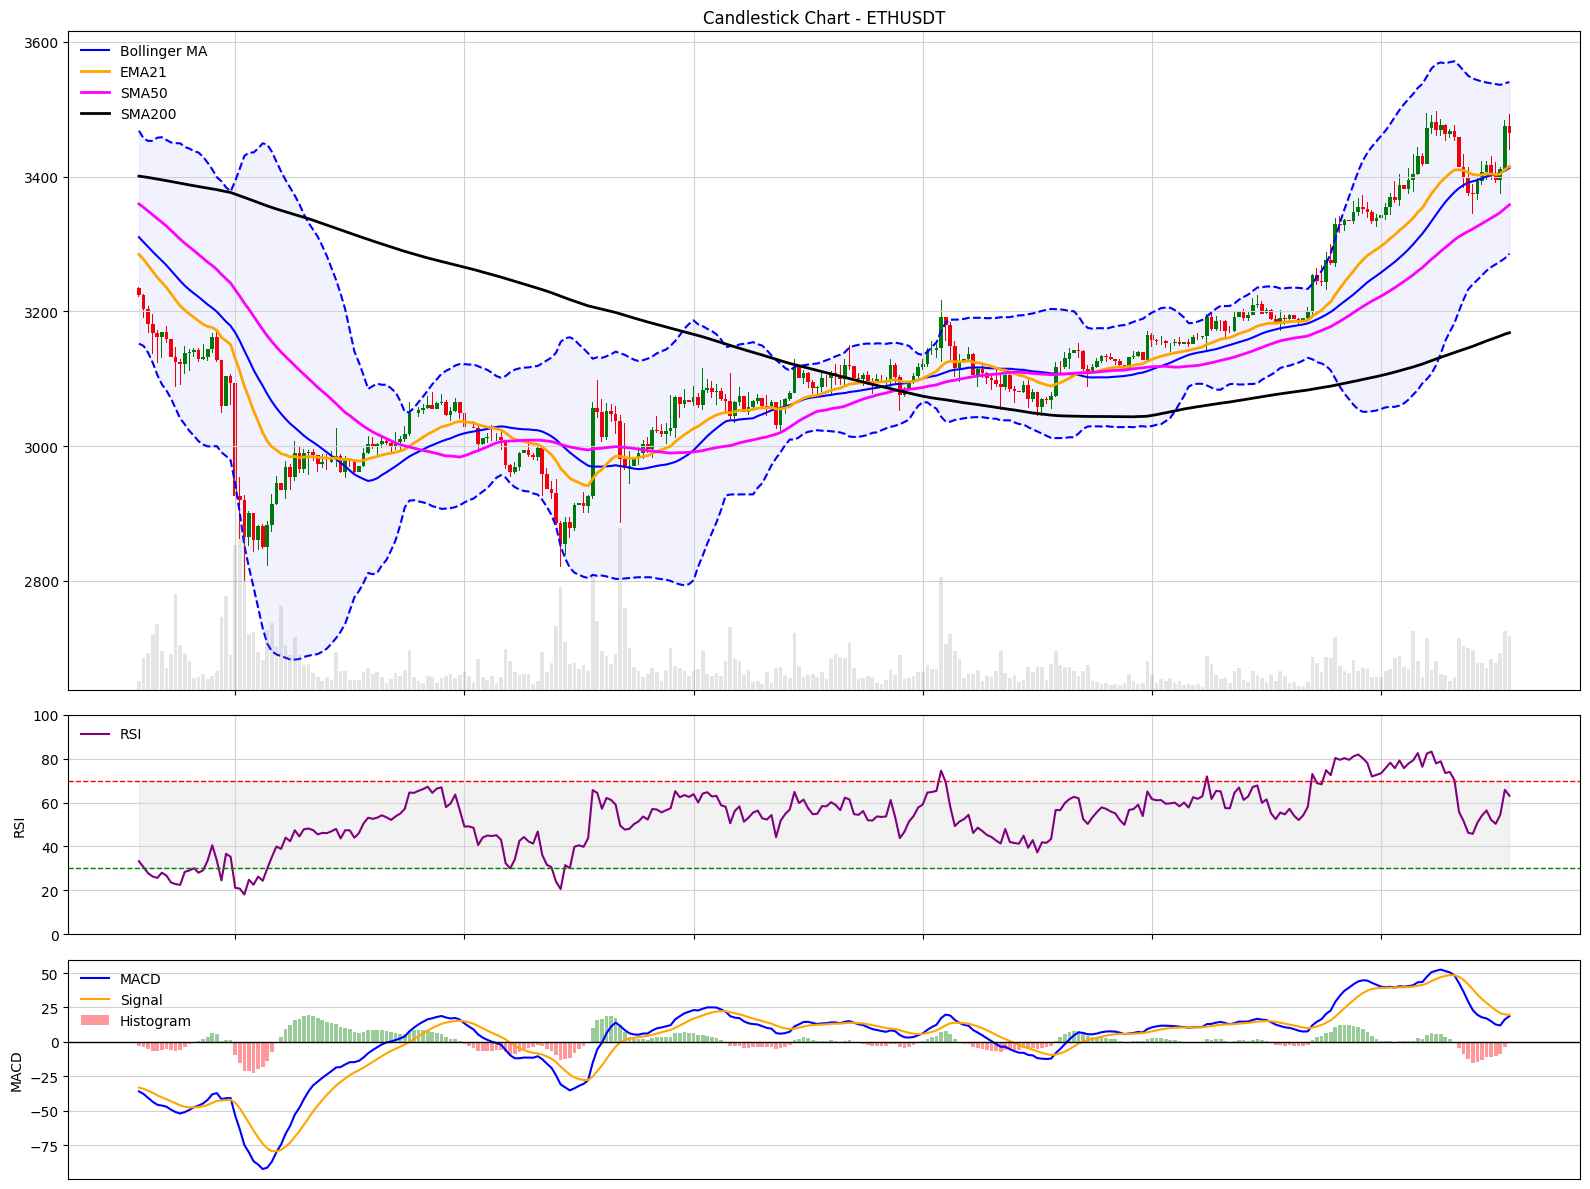 Candlestick Chart - ETHUSDT
3600
3400
3200
3000
2800
Bollinger MA
EMA21
SMA50
SMA200
100
80
60
40
20
0
RSI
RSI
50
25
0
−25
−50
−75
MACD
MACD
Signal
Histogram